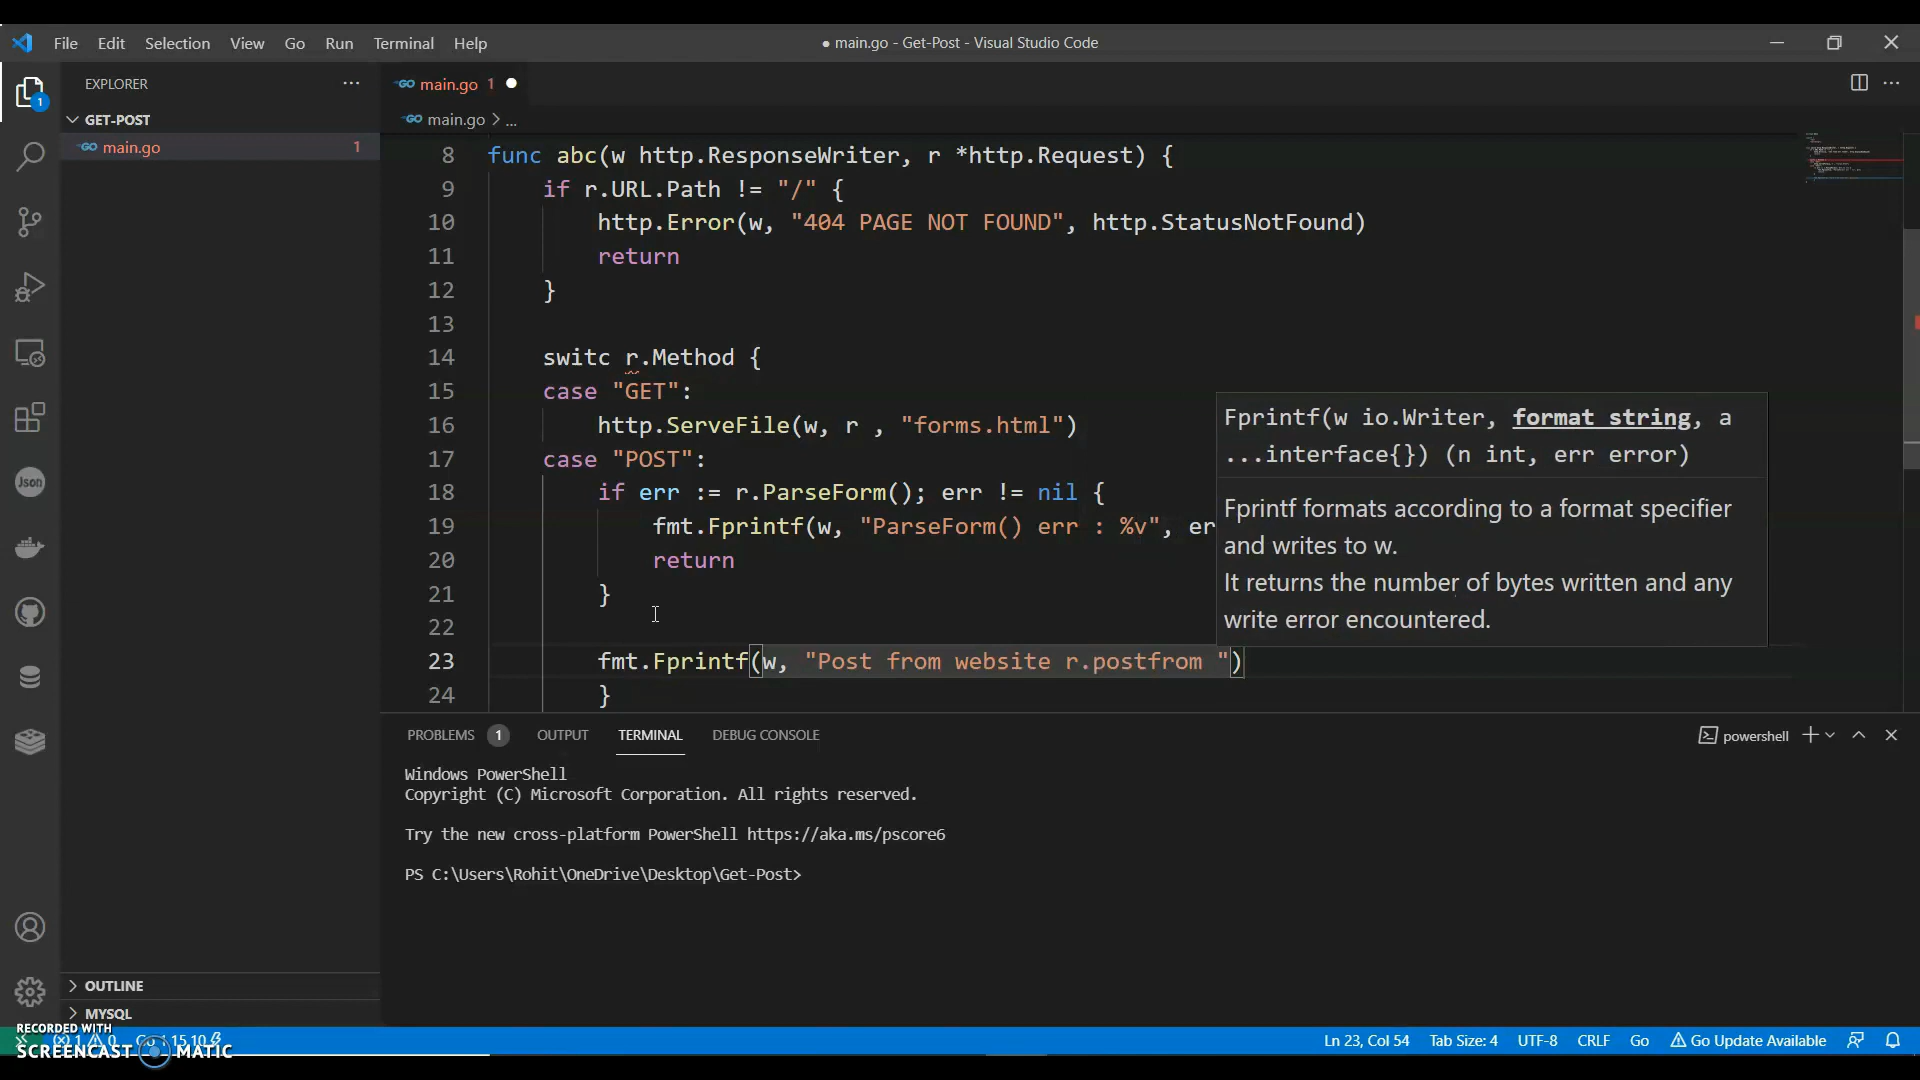 File Edit Selection View Go Run Terminal Help
● main.go - Get-Post - Visual Studio Code
EXPLORER
GET-POST
main.go 1
1
main.go 1
main.go > ...
8 func abc(w http.ResponseWriter, r *http.Request) {
9 if r.URL.Path != "/" {
10 http.Error(w, "404 PAGE NOT FOUND", http.StatusNotFound)
11 return
12 }
13
14 switc r.Method {
15 case "GET":
16 http.ServeFile(w, r , "forms.html")
17 case "POST":
18 if err := r.ParseForm(); err != nil {
19 fmt.Fprintf(w, "ParseForm() err : %v", er
20 return
21 }
22
23 fmt.Fprintf(w, "Post from website r.postfrom ")
24 }
Fprintf(w io.Writer, format string, a
...interface{}) (n int, err error)
Fprintf formats according to a format specifier
and writes to w.
It returns the number of bytes written and any
write error encountered.
Json
PROBLEMS 1 OUTPUT TERMINAL DEBUG CONSOLE
powershell
Windows PowerShell
Copyright (C) Microsoft Corporation. All rights reserved.
Try the new cross-platform PowerShell https://aka.ms/pscore6
PS C:\Users\Rohit\OneDrive\Desktop\Get-Post>
OUTLINE
MYSQL
RECORDED WITH
SCREENCAST MATIC
1 0 Go 1.15.10
Ln 23, Col 54 Tab Size: 4 UTF-8 CRLF Go Go Update Available